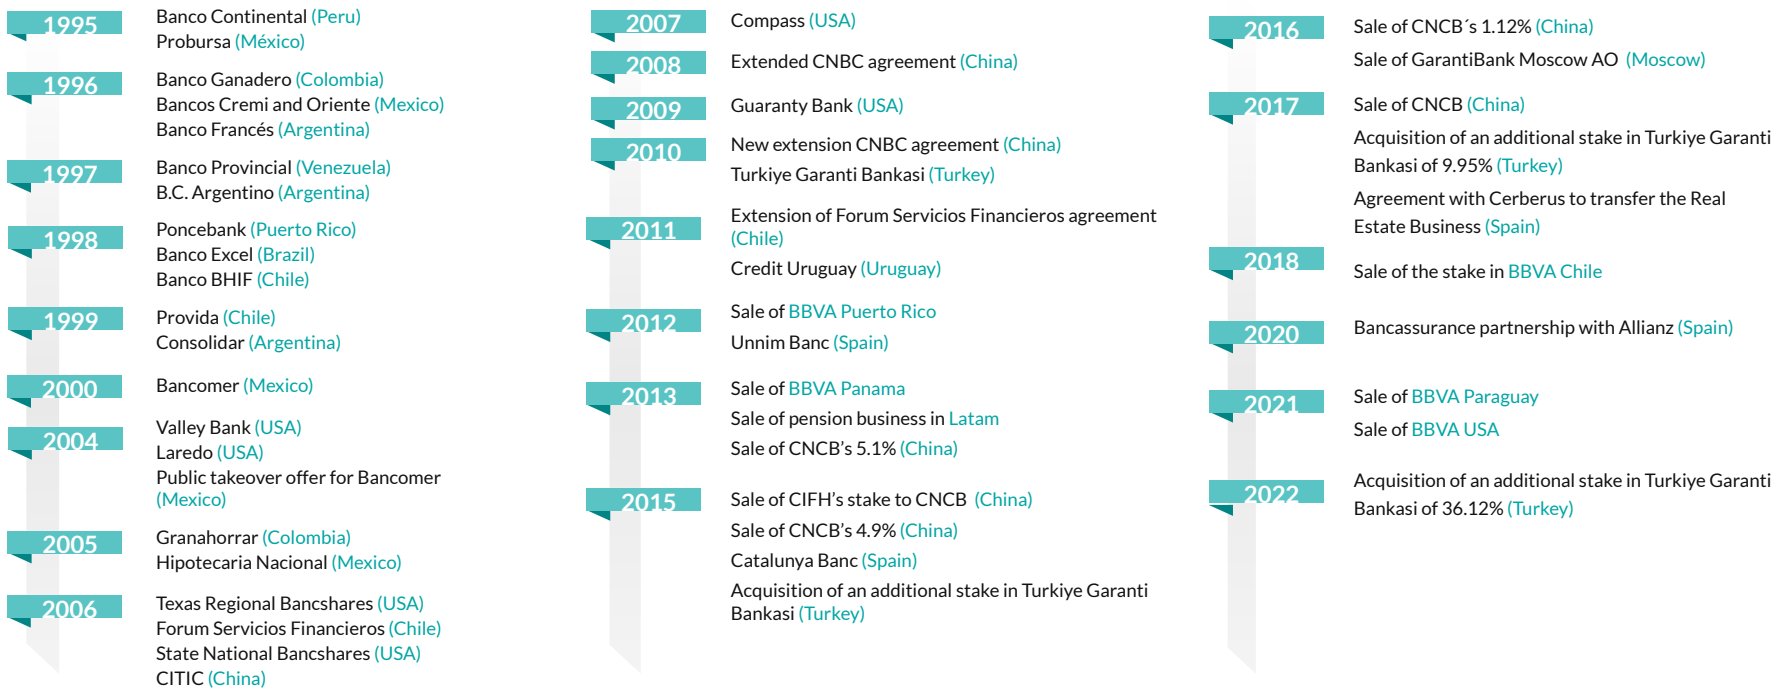 1995
Banco Continental (Peru)
Probursa (México)
1996
Banco Ganadero (Colombia)
Bancos Cremi and Oriente (Mexico)
Banco Francés (Argentina)
1997
Banco Provincial (Venezuela)
B.C. Argentino (Argentina)
1998
Poncebank (Puerto Rico)
Banco Excel (Brazil)
Banco BHIF (Chile)
1999
Provida (Chile)
Consolidar (Argentina)
2000
Bancomer (Mexico)
2004
Valley Bank (USA)
Laredo (USA)
Public takeover offer for Bancomer
(Mexico)
2005
Granahorrar (Colombia)
Hipotecaria Nacional (Mexico)
2006
Texas Regional Bancshares (USA)
Forum Servicios Financieros (Chile)
State National Bancshares (USA)
CITIC (China)
2007
Compass (USA)
2008
Extended CNBC agreement (China)
2009
Guaranty Bank (USA)
2010
New extension CNBC agreement (China)
Turkiye Garanti Bankasi (Turkey)
2011
Extension of Forum Servicios Financieros agreement
(Chile)
Credit Uruguay (Uruguay)
2012
Sale of BBVA Puerto Rico
Unnim Banc (Spain)
2013
Sale of BBVA Panama
Sale of pension business in Latam
Sale of CNCB’s 5.1% (China)
2015
Sale of CIFH’s stake to CNCB (China)
Sale of CNCB’s 4.9% (China)
Catalunya Banc (Spain)
Acquisition of an additional stake in Turkiye Garanti
Bankasi (Turkey)
2016
Sale of CNCB´s 1.12% (China)
Sale of GarantiBank Moscow AO (Moscow)
2017
Sale of CNCB (China)
Acquisition of an additional stake in Turkiye Garanti
Bankasi of 9.95% (Turkey)
Agreement with Cerberus to transfer the Real
Estate Business (Spain)
2018
Sale of the stake in BBVA Chile
2020
Bancassurance partnership with Allianz (Spain)
2021
Sale of BBVA Paraguay
Sale of BBVA USA
2022
Acquisition of an additional stake in Turkiye Garanti
Bankasi of 36.12% (Turkey)